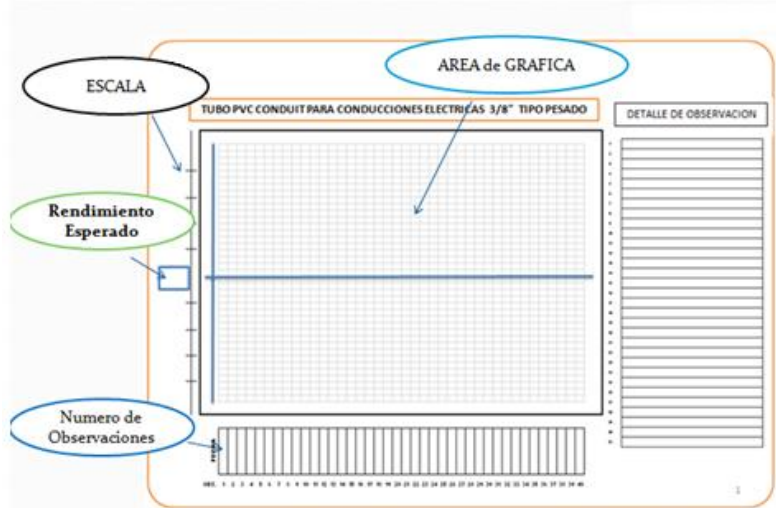 AREA de GRAFICA
ESCALA
TUBO PVC CONDUIT PARA CONDUCCIONES ELECTRICAS 3/8" TIPO PESADO
DETALLE DE OBSERVACION
Rendimiento
Esperado
Numero de
Observaciones
FECHA
OBS. 1 2 3 4 5 6 7 8 9 10 11 12 13 14 15 16 17 18 19 20 21 22 23 24 25 26 27 28 29 30 31 32 33 34 35 36 37 38 39 40
1